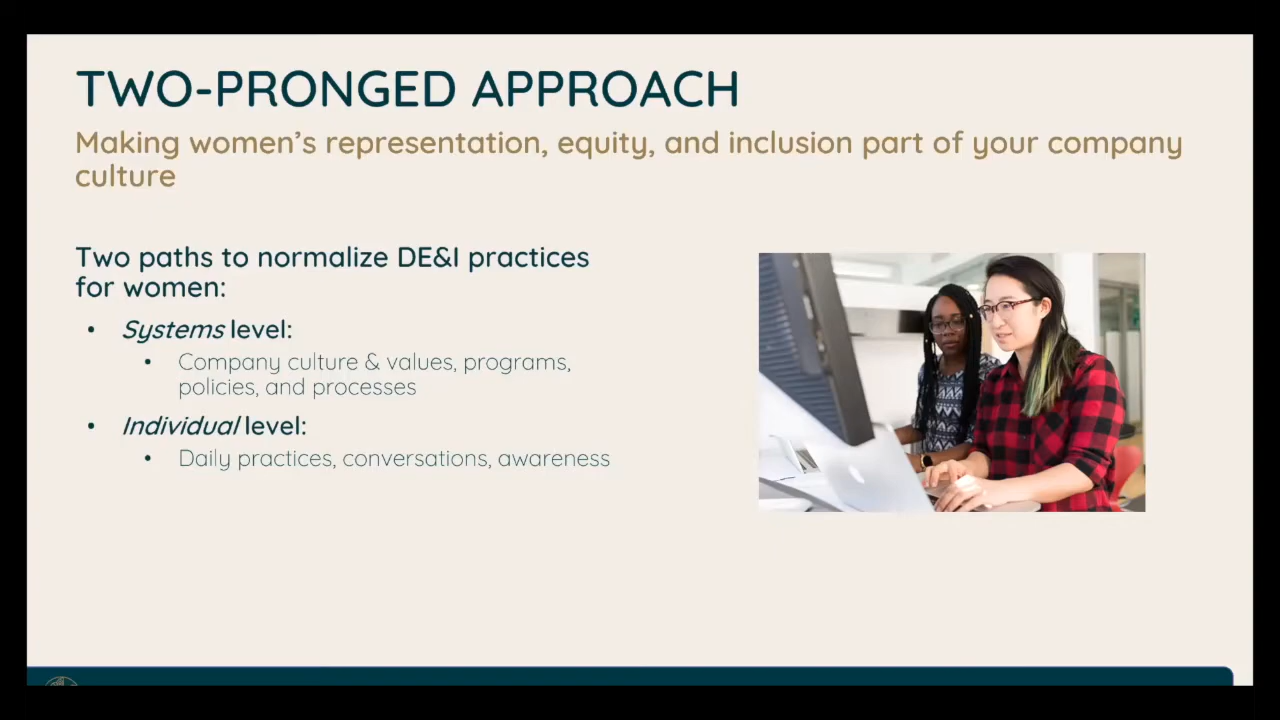 TWO-PRONGED APPROACH
Making women's representation, equity, and inclusion part of your company
culture
Two paths to normalize DE&I practices
for women:
• Systems level:
• Company culture & values, programs,
policies, and processes
• Individual level:
• Daily practices, conversations, awareness